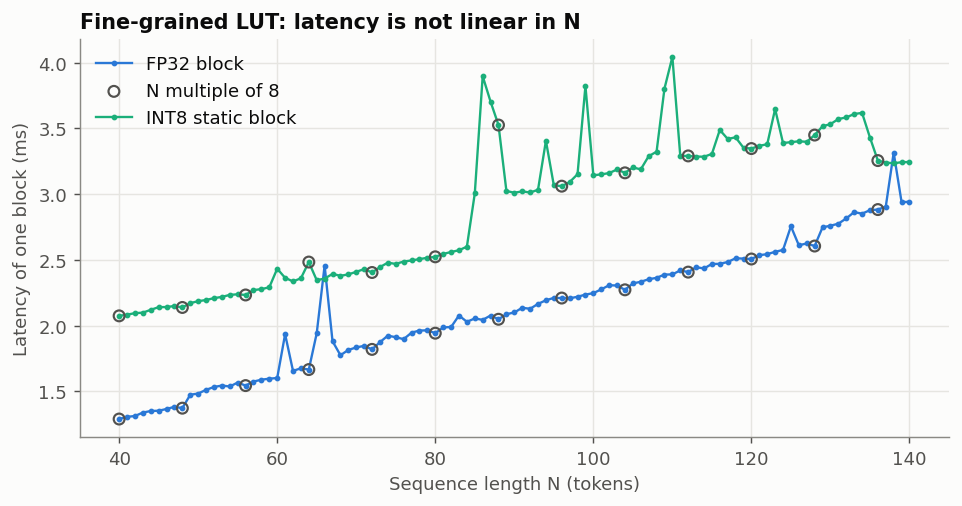 Fine-grained LUT: latency is not linear in N
FP32 block
N multiple of 8
INT8 static block
Latency of one block (ms)
4.0
3.5
3.0
2.5
2.0
1.5
40 60 80 100 120 140
Sequence length N (tokens)